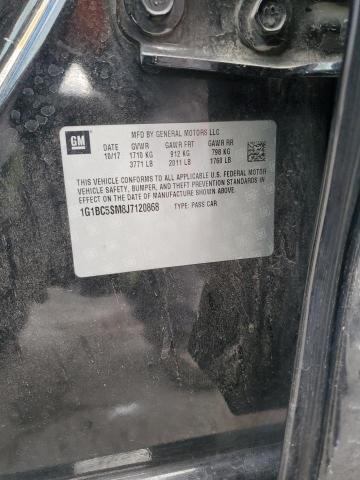 GM
MFD BY GENERAL MOTORS LLC
DATE GVWR GAWR FRT GAWR RR
10/17 1710 KG 912 KG 798 KG
3771 LB 2011 LB 1760 LB
THIS VEHICLE CONFORMS TO ALL APPLICABLE U.S. FEDERAL MOTOR
VEHICLE SAFETY, BUMPER, AND THEFT PREVENTION STANDARDS IN
EFFECT ON THE DATE OF MANUFACTURE SHOWN ABOVE.
1G1BC5SM8J7120868 TYPE: PASS CAR